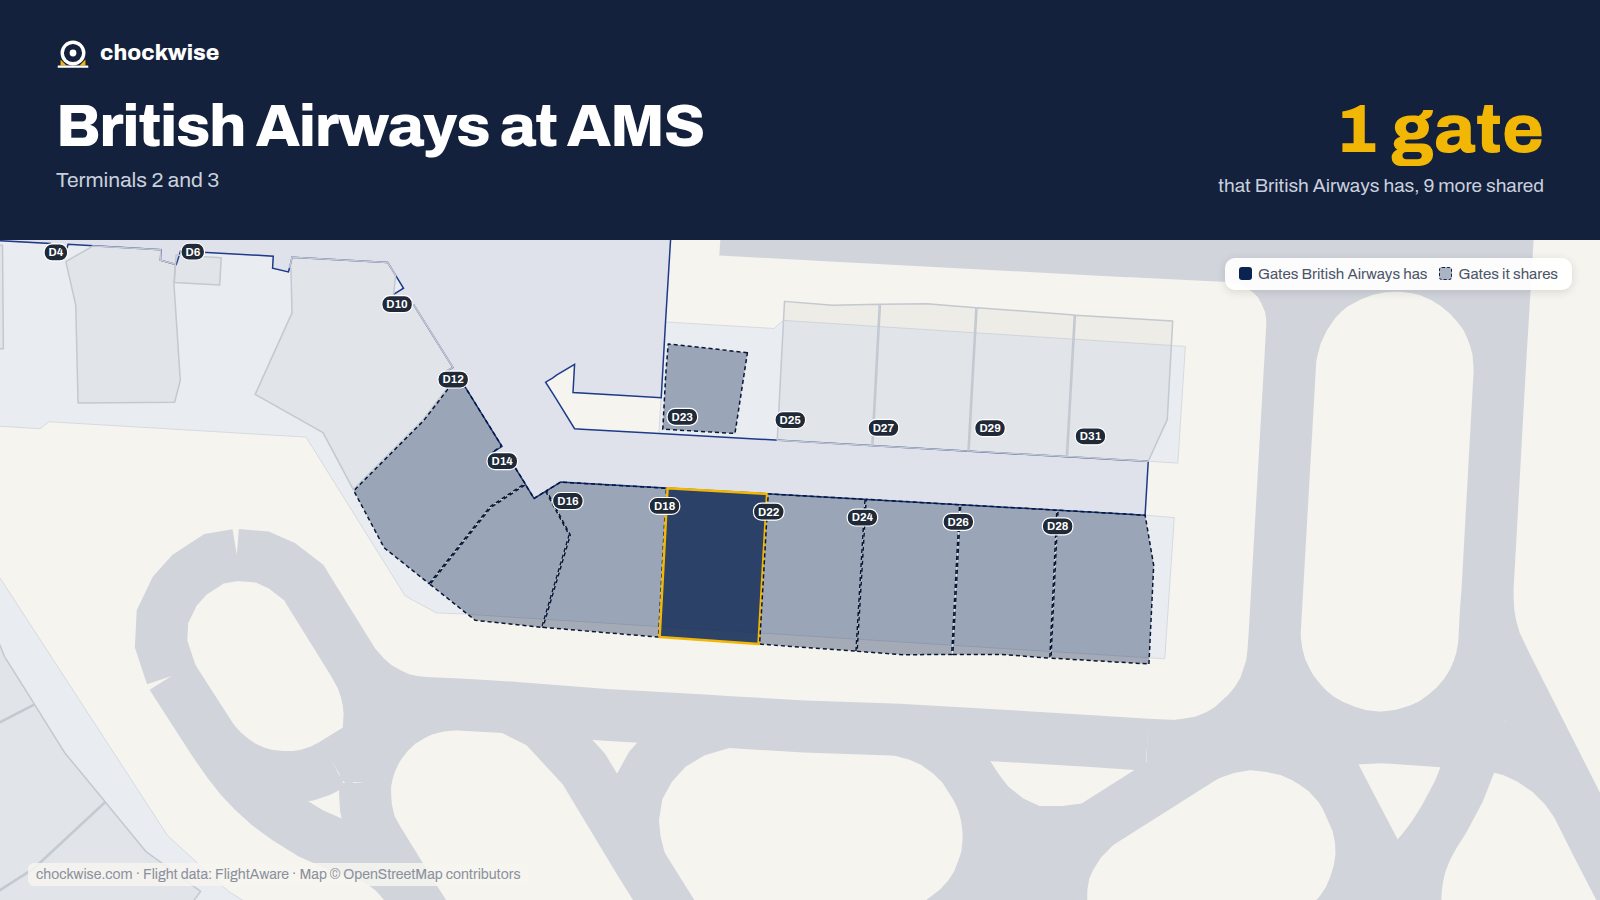 chockwise
British Airways at AMS
Terminals 2 and 3
1 gate
that British Airways has, 9 more shared
Gates British Airways has
Gates it shares
D4
D6
D10
D12
D14
D16
D18
D22
D23
D24
D25
D26
D27
D28
D29
D31
chockwise.com · Flight data: FlightAware · Map © OpenStreetMap contributors